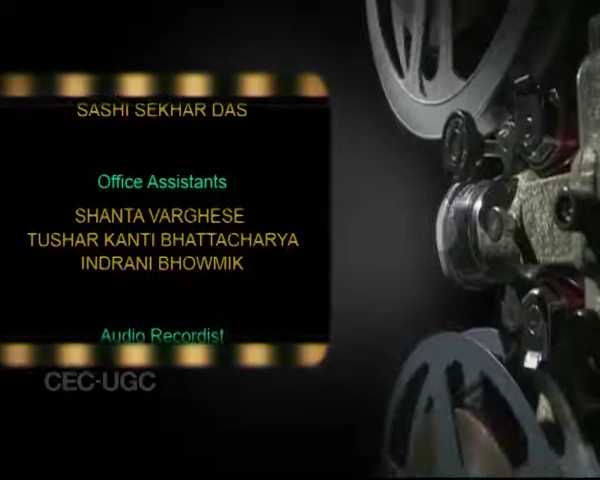 SASHI SEKHAR DAS
Office Assistants
SHANTA VARGHESE
TUSHAR KANTI BHATTACHARYA
INDRANI BHOWMIK
Audio Recordist
CEC-UGC